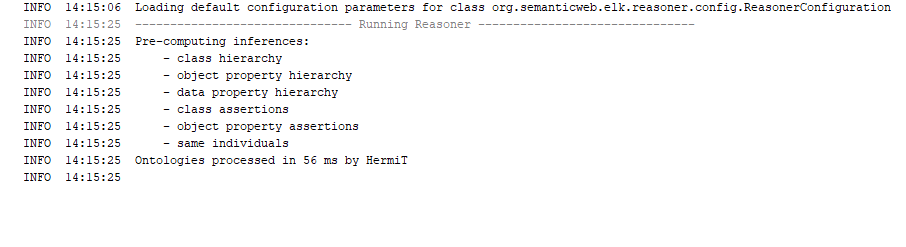 INFO  14:15:06  Loading default configuration parameters for class org.semanticweb.elk.reasoner.config.ReasonerConfiguration
INFO  14:15:25  ------------------------------- Running Reasoner -------------------------------
INFO  14:15:25  Pre-computing inferences:
INFO  14:15:25      - class hierarchy
INFO  14:15:25      - object property hierarchy
INFO  14:15:25      - data property hierarchy
INFO  14:15:25      - class assertions
INFO  14:15:25      - object property assertions
INFO  14:15:25      - same individuals
INFO  14:15:25  Ontologies processed in 56 ms by HermiT
INFO  14:15:25